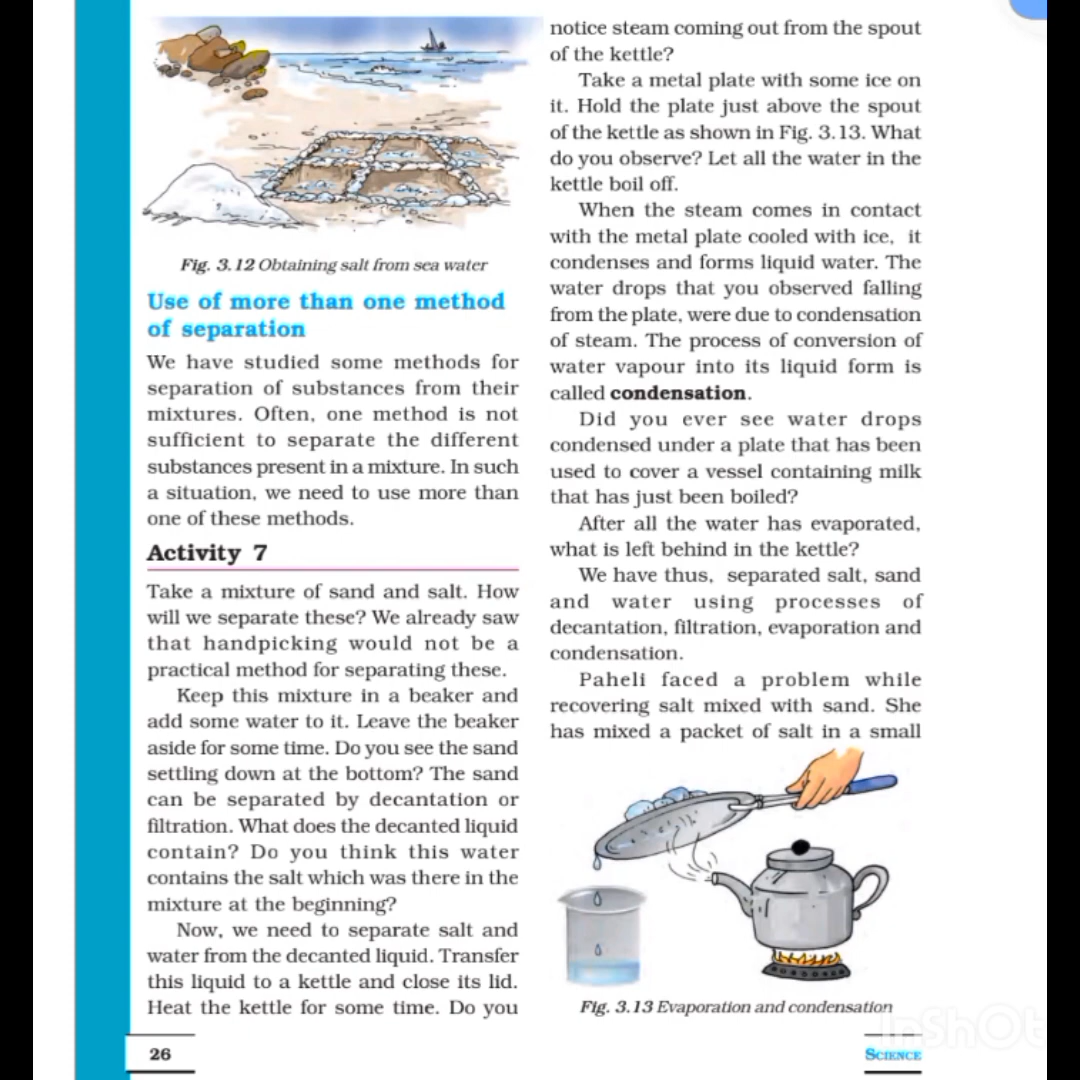 Fig. 3.12 Obtaining salt from sea water
Use of more than one method
of separation
We have studied some methods for
separation of substances from their
mixtures. Often, one method is not
sufficient to separate the different
substances present in a mixture. In such
a situation, we need to use more than
one of these methods.
Activity 7
Take a mixture of sand and salt. How
will we separate these? We already saw
that handpicking would not be a
practical method for separating these.
Keep this mixture in a beaker and
add some water to it. Leave the beaker
aside for some time. Do you see the sand
settling down at the bottom? The sand
can be separated by decantation or
filtration. What does the decanted liquid
contain? Do you think this water
contains the salt which was there in the
mixture at the beginning?
Now, we need to separate salt and
water from the decanted liquid. Transfer
this liquid to a kettle and close its lid.
Heat the kettle for some time. Do you
notice steam coming out from the spout
of the kettle?
Take a metal plate with some ice on
it. Hold the plate just above the spout
of the kettle as shown in Fig. 3.13. What
do you observe? Let all the water in the
kettle boil off.
When the steam comes in contact
with the metal plate cooled with ice, it
condenses and forms liquid water. The
water drops that you observed falling
from the plate, were due to condensation
of steam. The process of conversion of
water vapour into its liquid form is
called condensation.
Did you ever see water drops
condensed under a plate that has been
used to cover a vessel containing milk
that has just been boiled?
After all the water has evaporated,
what is left behind in the kettle?
We have thus, separated salt, sand
and water using processes of
decantation, filtration, evaporation and
condensation.
Paheli faced a problem while
recovering salt mixed with sand. She
has mixed a packet of salt in a small
Fig. 3.13 Evaporation and condensation
26
SCIENCE
InShOt